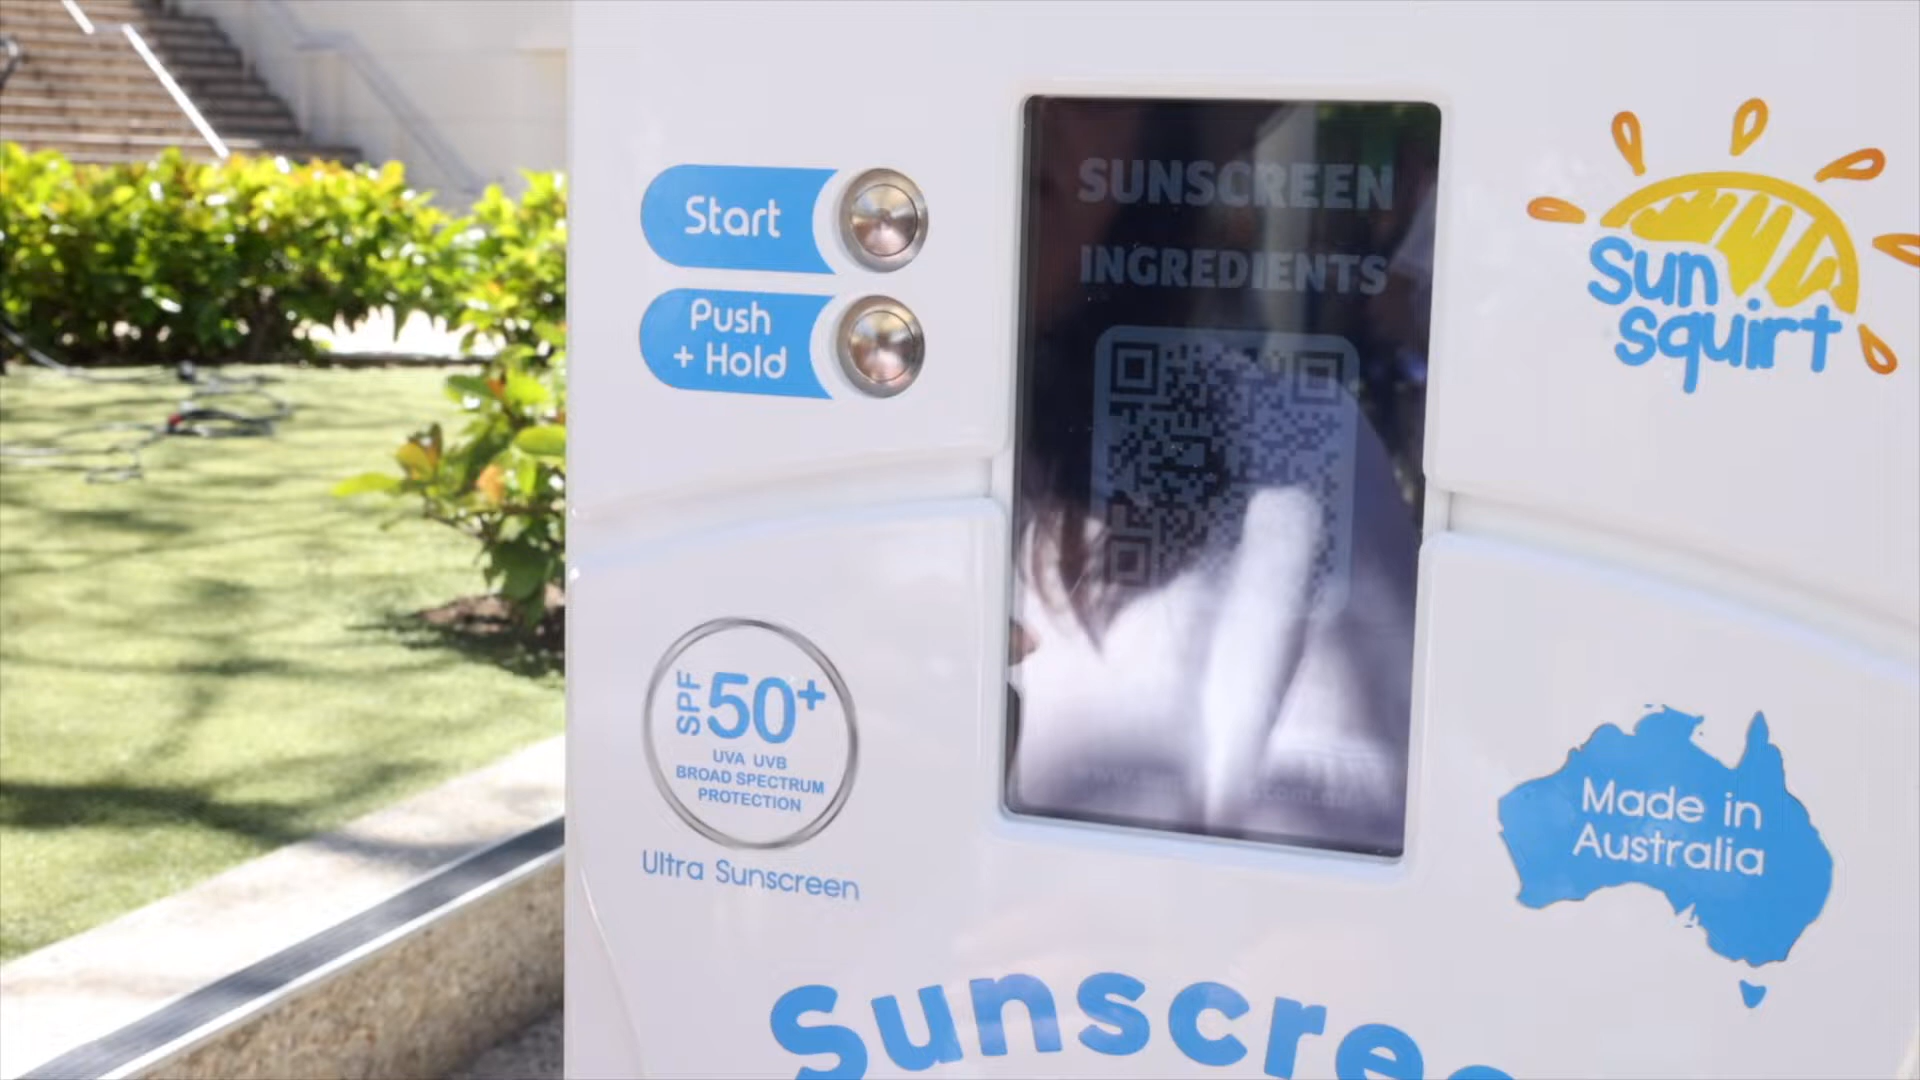 Start
Push
+ Hold
SUNSCREEN
INGREDIENTS
Sun
Squirt
SPF 50+
UVA UVB
BROAD SPECTRUM
PROTECTION
Ultra Sunscreen
Made in
Australia
Sunscree